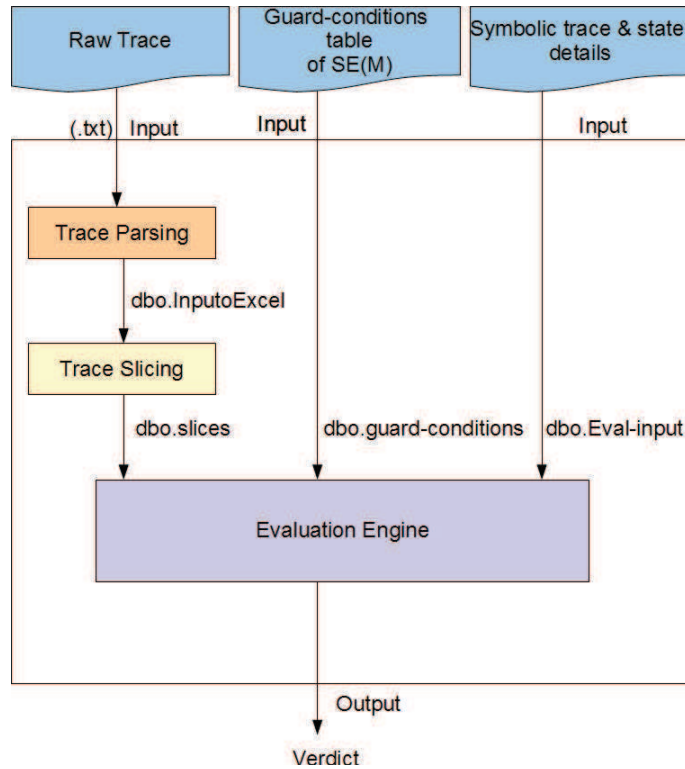 Raw Trace
Guard-conditions
table
of SE(M)
Symbolic trace & state
details
(.txt) Input
Input
Input
Trace Parsing
dbo.InputoExcel
Trace Slicing
dbo.slices
dbo.guard-conditions
dbo.Eval-input
Evaluation Engine
Output
Verdict